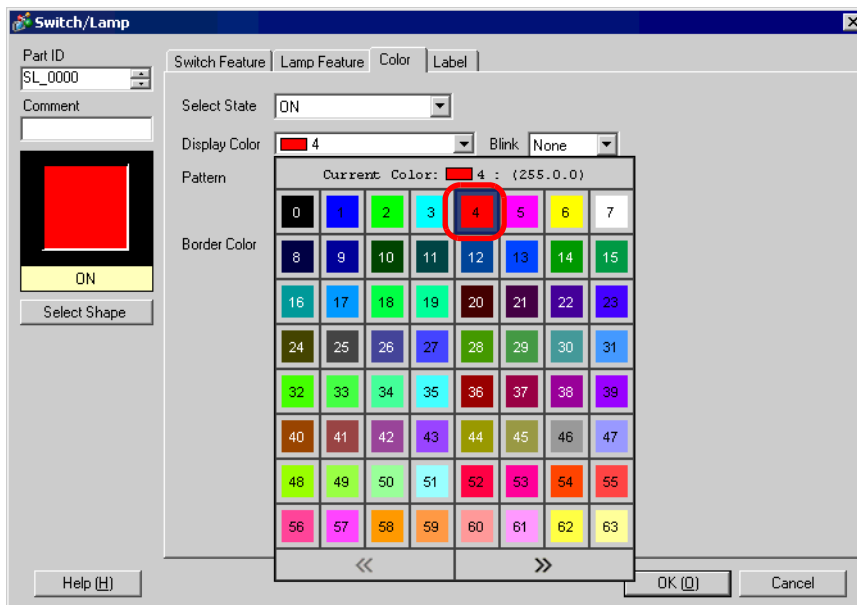 Switch/Lamp
Part ID
SL_0000
Comment
ON
Select Shape
Switch Feature Lamp Feature Color Label
Select State ON
Display Color 4 Blink None
Pattern
Border Color
Current Color: 4 : (255.0.0)
0 1 2 3 4 5 6 7
8 9 10 11 12 13 14 15
16 17 18 19 20 21 22 23
24 25 26 27 28 29 30 31
32 33 34 35 36 37 38 39
40 41 42 43 44 45 46 47
48 49 50 51 52 53 54 55
56 57 58 59 60 61 62 63
« »
Help (H) OK (O) Cancel